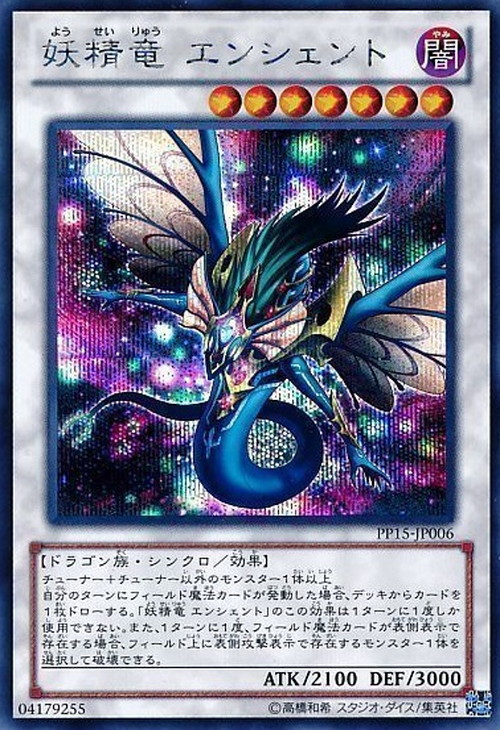 妖精竜 エンシェント
闇
PP15-JP006
【ドラゴン族・シンクロ／効果】
チューナー＋チューナー以外のモンスター１体以上
自分のターンにフィールド魔法カードが発動した場合、デッキからカードを
１枚ドローする。「妖精竜 エンシェント」のこの効果は１ターンに１度しか
使用できない。また、１ターンに１度、フィールド魔法カードが表側表示で
存在する場合、フィールド上に表側攻撃表示で存在するモンスター１体を
選択して破壊できる。
ATK/2100 DEF/3000
04179255
©高橋和希 スタジオ・ダイス/集英社